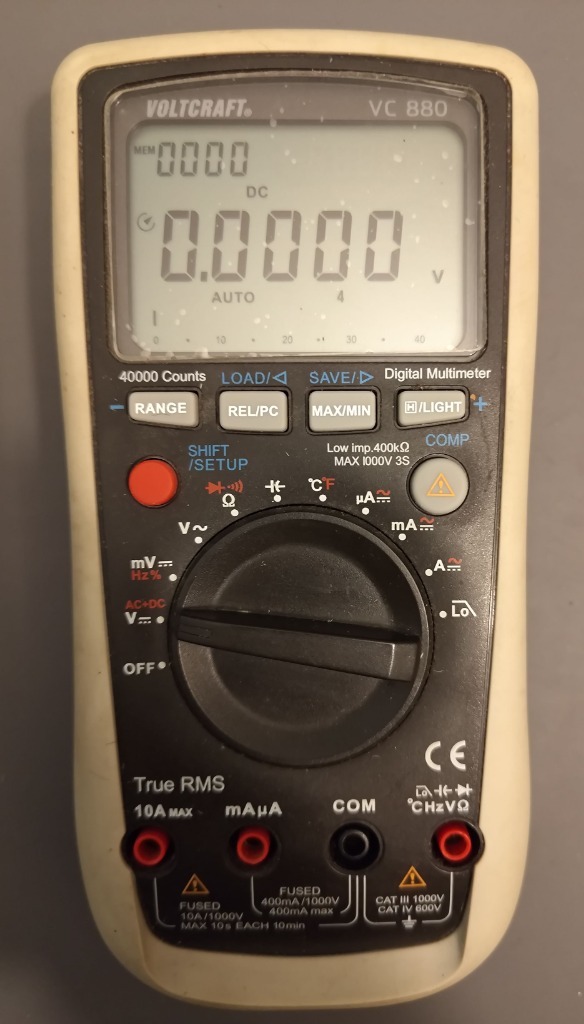 VOLTCRAFT® VC 880
MEM 0000
DC
0.0000 V
AUTO 4
0 10 20 30 40
40000 Counts LOAD/◁ SAVE/▷ Digital Multimeter
− RANGE REL/PC MAX/MIN H/LIGHT +
SHIFT
/SETUP
Low imp.400kΩ
MAX 1000V 3S
COMP
Ω
°C°F
µA
mA
V~
mV
Hz%
A
AC+DC
V
Lo
OFF
CE
True RMS
10A MAX mAµA COM °CHzVΩ
FUSED
10A/1000V
MAX 10s EACH 10min
FUSED
400mA/1000V
400mA max
CAT III 1000V
CAT IV 600V